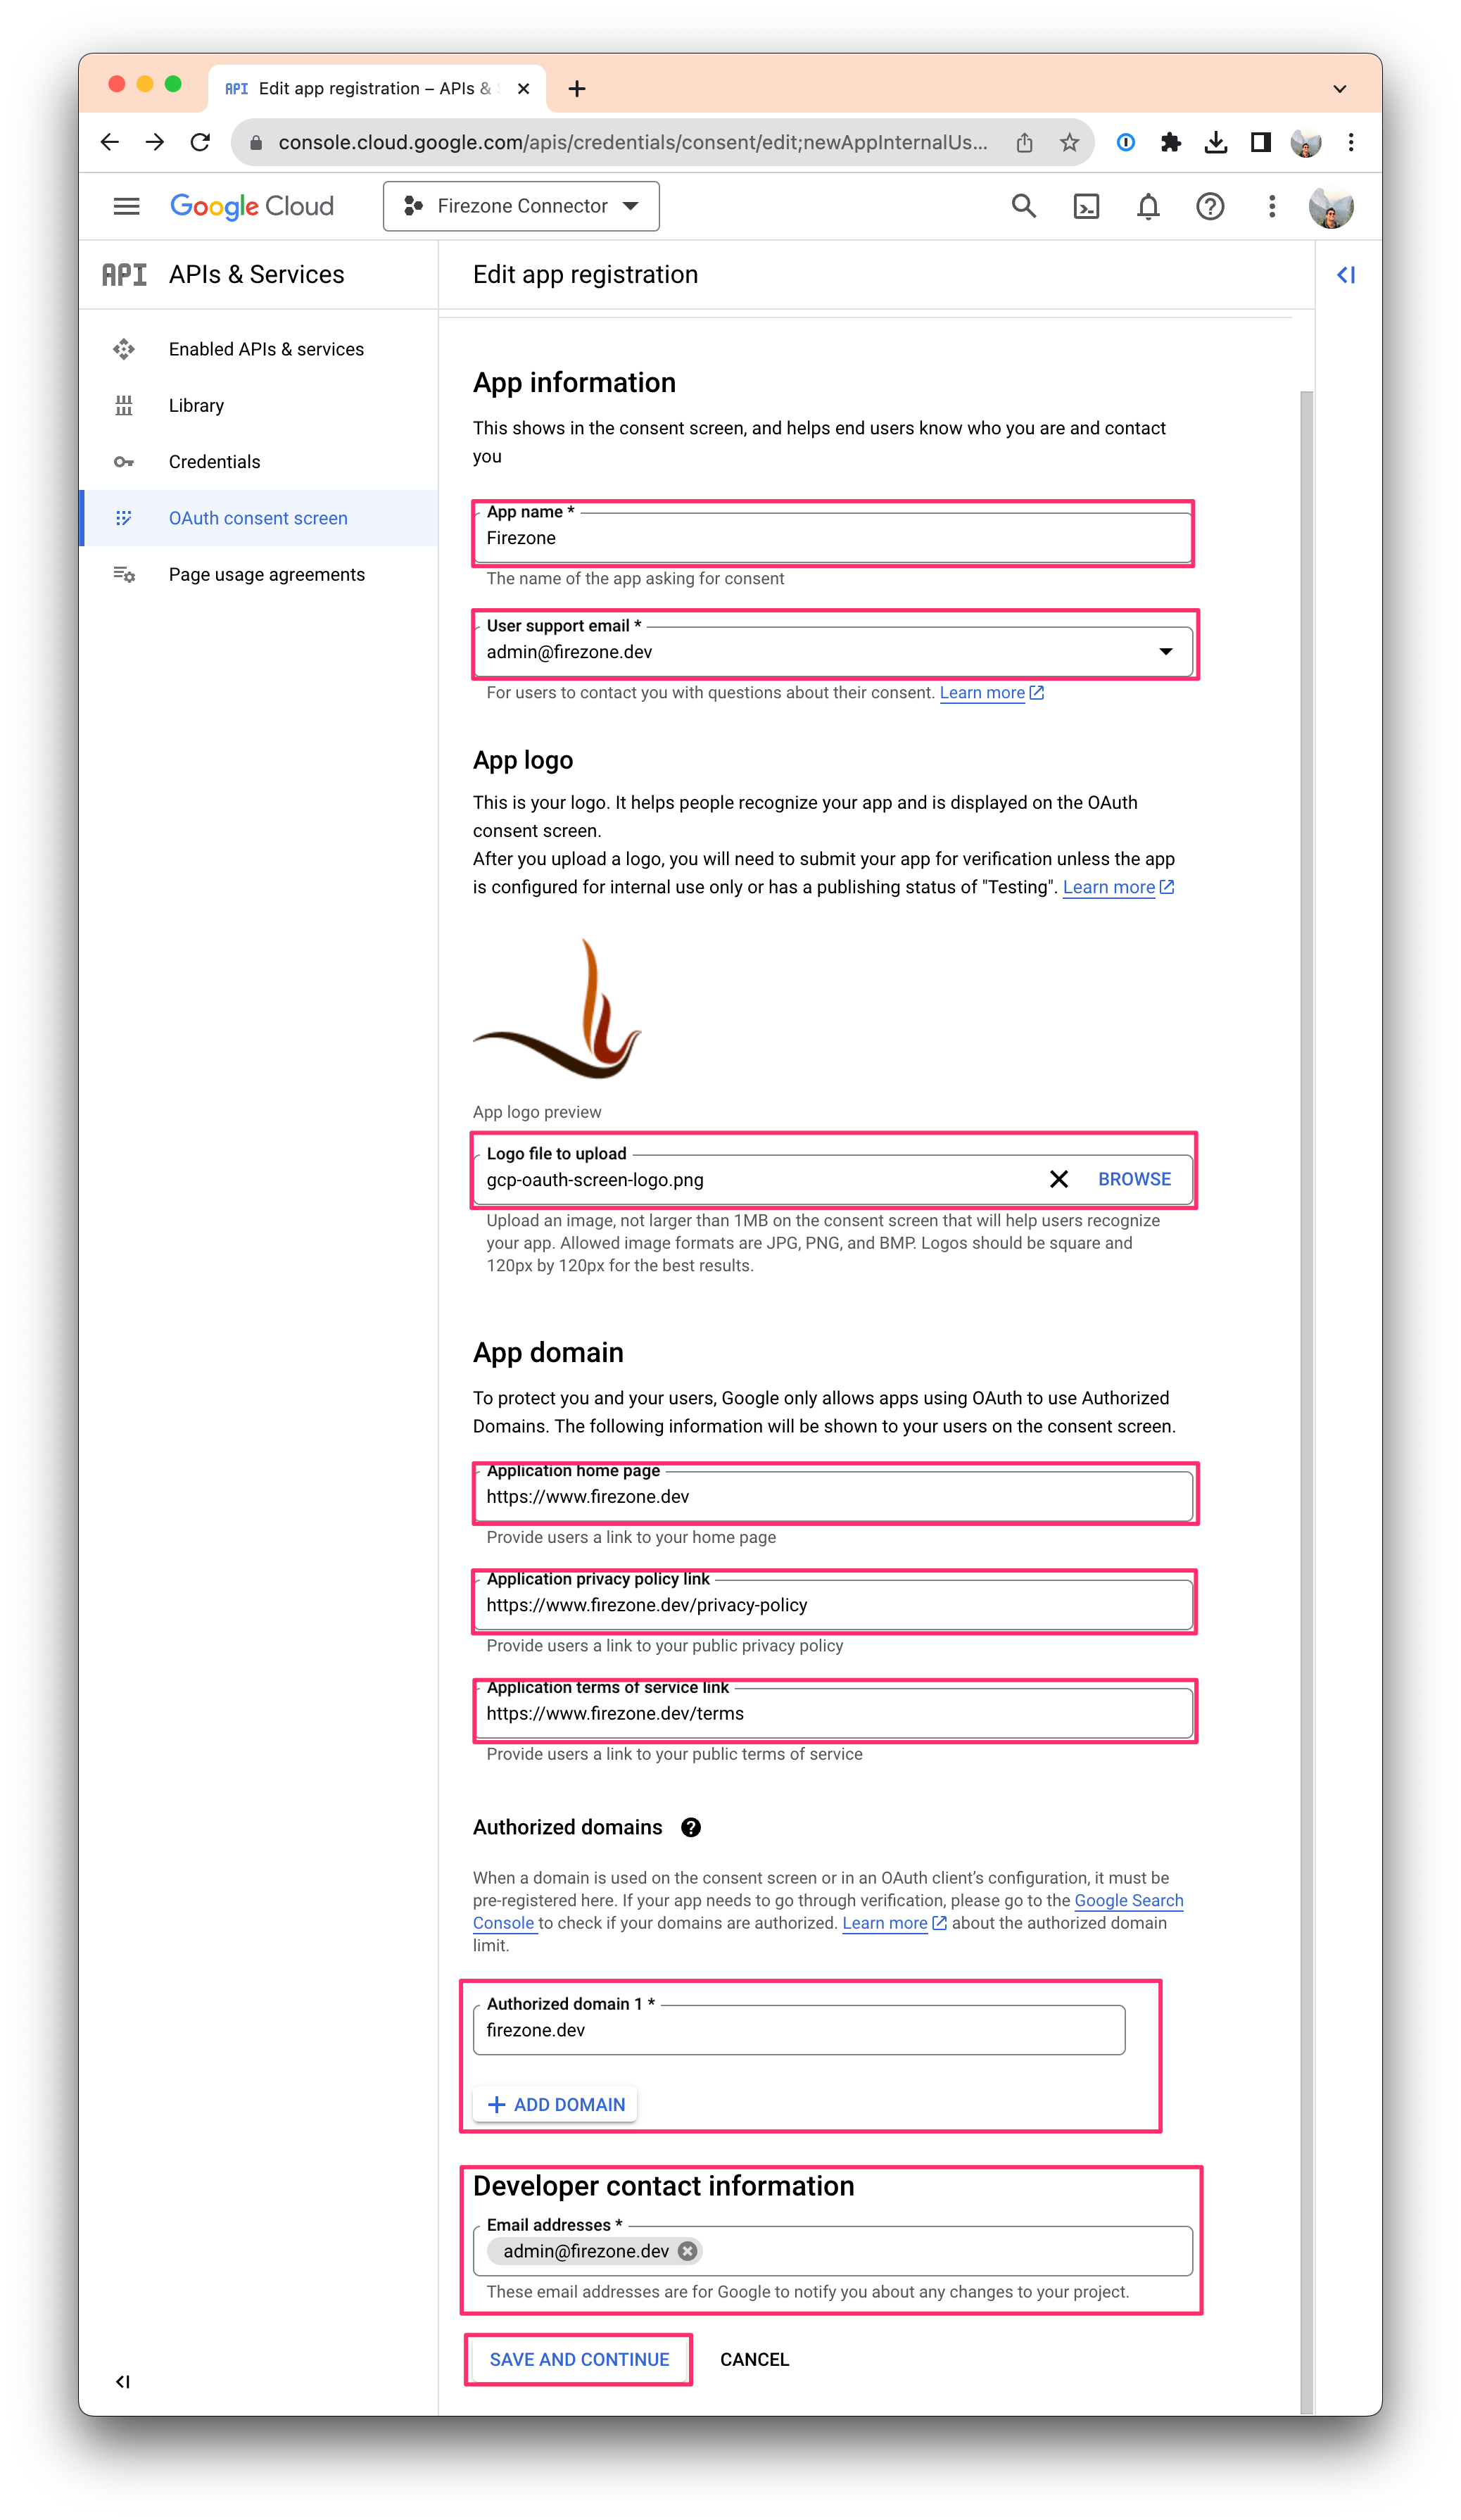 API Edit app registration – APIs &
console.cloud.google.com/apis/credentials/consent/edit;newAppInternalUs...
Google Cloud
Firezone Connector
API APIs & Services
Edit app registration
Enabled APIs & services
Library
Credentials
OAuth consent screen
Page usage agreements
App information
This shows in the consent screen, and helps end users know who you are and contact
you
App name *
Firezone
The name of the app asking for consent
User support email *
admin@firezone.dev
For users to contact you with questions about their consent. Learn more
App logo
This is your logo. It helps people recognize your app and is displayed on the OAuth
consent screen.
After you upload a logo, you will need to submit your app for verification unless the app
is configured for internal use only or has a publishing status of "Testing". Learn more
App logo preview
Logo file to upload
gcp-oauth-screen-logo.png
BROWSE
Upload an image, not larger than 1MB on the consent screen that will help users recognize
your app. Allowed image formats are JPG, PNG, and BMP. Logos should be square and
120px by 120px for the best results.
App domain
To protect you and your users, Google only allows apps using OAuth to use Authorized
Domains. The following information will be shown to your users on the consent screen.
Application home page
https://www.firezone.dev
Provide users a link to your home page
Application privacy policy link
https://www.firezone.dev/privacy-policy
Provide users a link to your public privacy policy
Application terms of service link
https://www.firezone.dev/terms
Provide users a link to your public terms of service
Authorized domains
When a domain is used on the consent screen or in an OAuth client’s configuration, it must be
pre-registered here. If your app needs to go through verification, please go to the Google Search
Console to check if your domains are authorized. Learn more about the authorized domain
limit.
Authorized domain 1 *
firezone.dev
+ ADD DOMAIN
Developer contact information
Email addresses *
admin@firezone.dev
These email addresses are for Google to notify you about any changes to your project.
SAVE AND CONTINUE
CANCEL